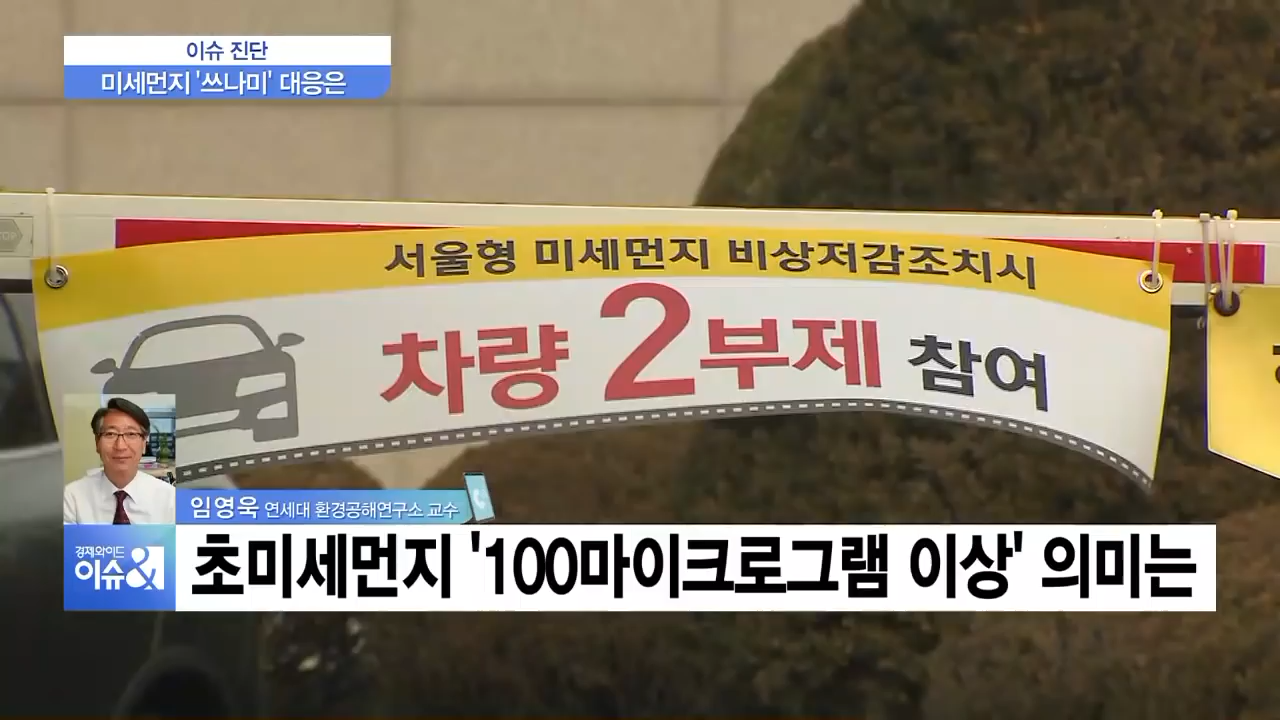 이슈 진단
미세먼지 '쓰나미' 대응은
서울형 미세먼지 비상저감조치시
차량 2부제 참여
임영욱 연세대 환경공해연구소 교수
경제와이드
이슈&
초미세먼지 '100마이크로그램 이상' 의미는